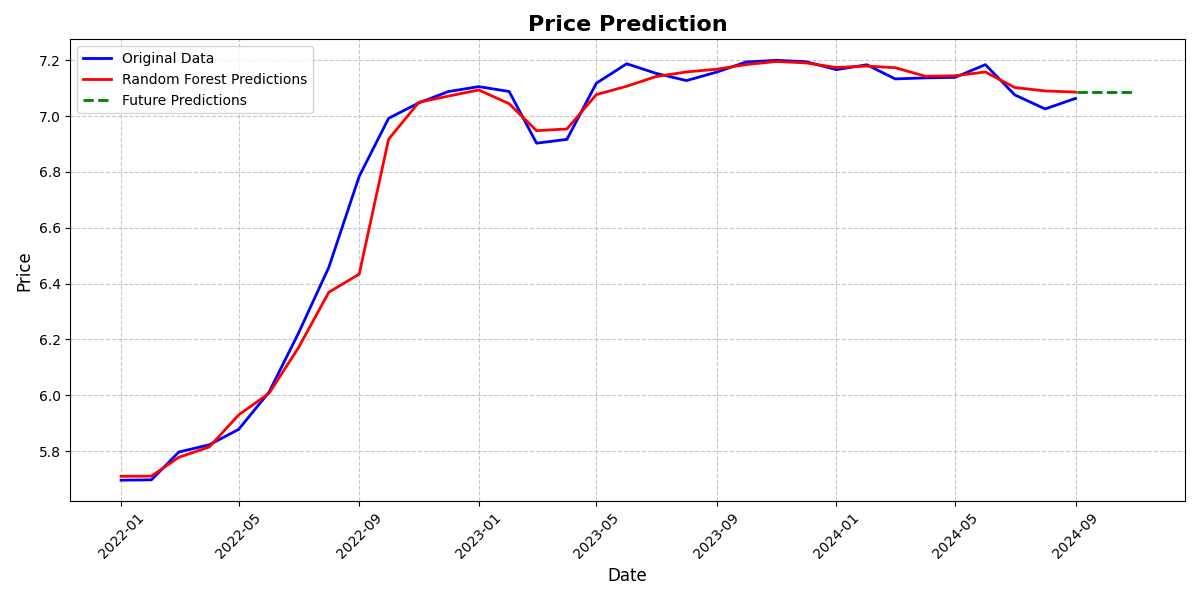 Price Prediction
Original Data
Random Forest Predictions
Future Predictions
Price
7.2
7.0
6.8
6.6
6.4
6.2
6.0
5.8
2022-01
2022-05
2022-09
2023-01
2023-05
2023-09
2024-01
2024-05
2024-09
Date